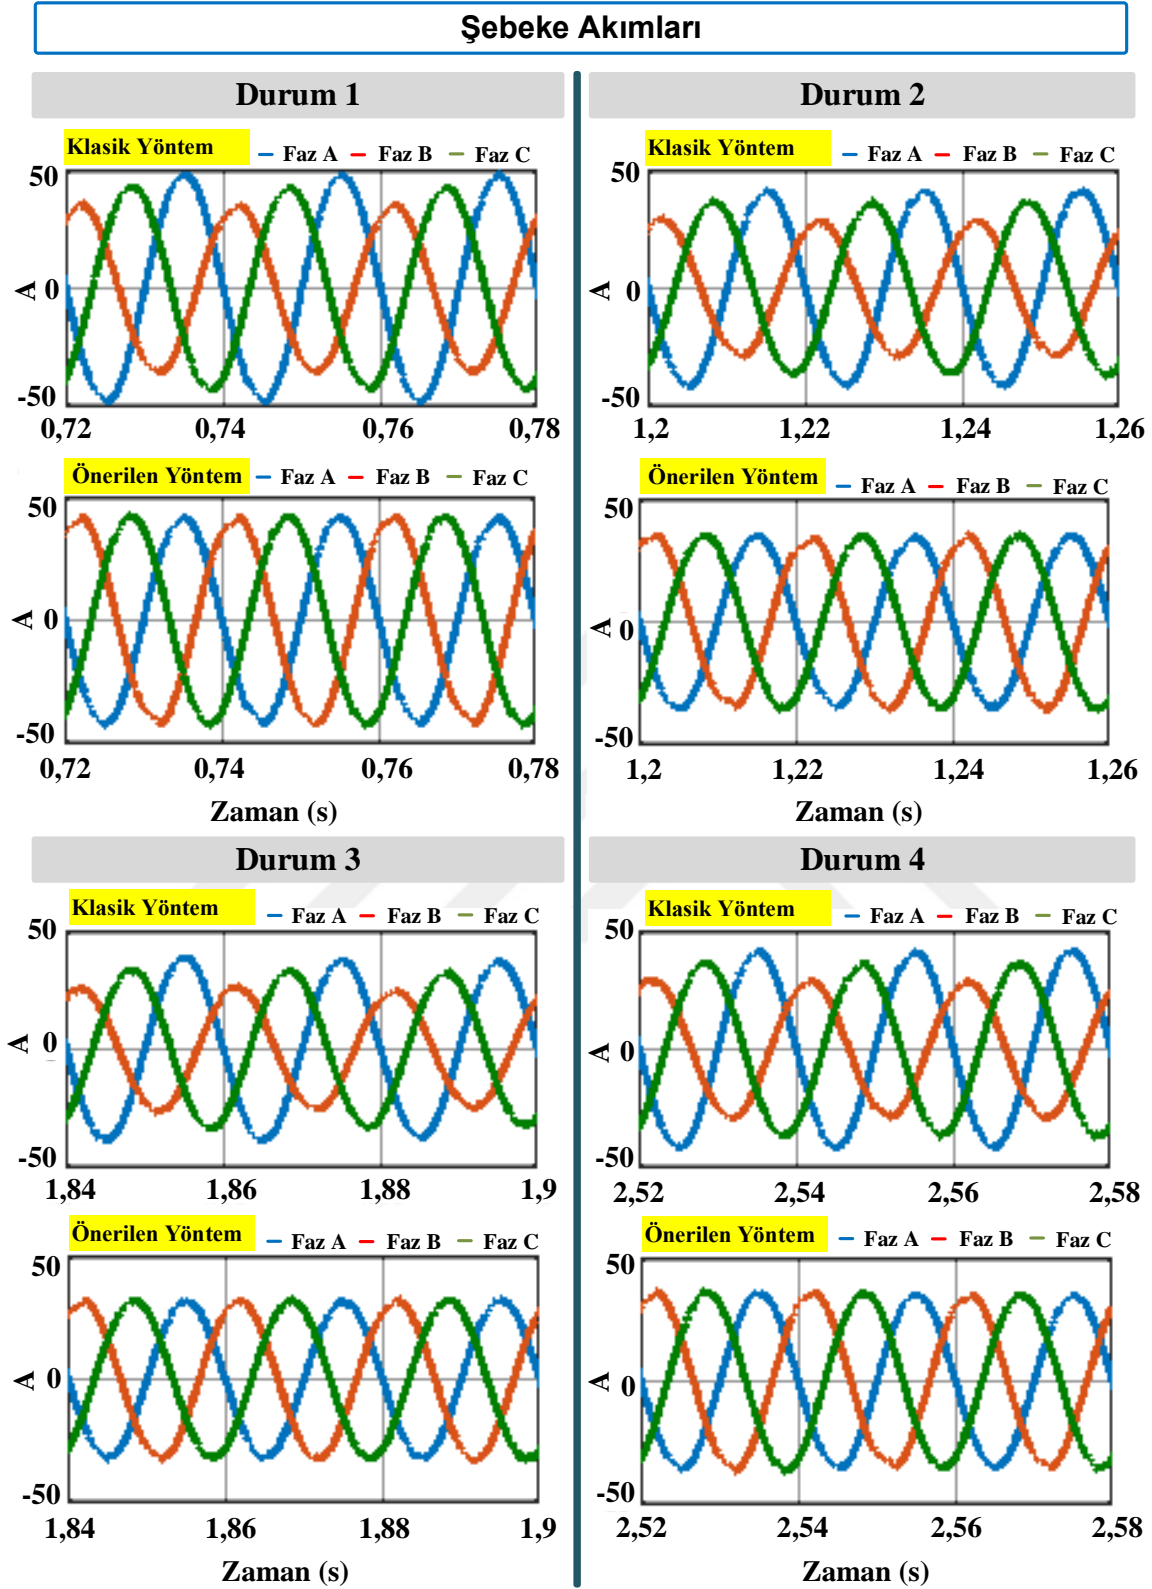 Şebeke Akımları
Durum 1
Klasik Yöntem
Faz A Faz B Faz C
50
A 0
-50
0,72 0,74 0,76 0,78
Önerilen Yöntem
Faz A Faz B Faz C
50
A 0
-50
0,72 0,74 0,76 0,78
Zaman (s)
Durum 2
Klasik Yöntem
Faz A Faz B Faz C
50
A 0
-50
1,2 1,22 1,24 1,26
Önerilen Yöntem
Faz A Faz B Faz C
50
A 0
-50
1,2 1,22 1,24 1,26
Zaman (s)
Durum 3
Klasik Yöntem
Faz A Faz B Faz C
50
A 0
-50
1,84 1,86 1,88 1,9
Önerilen Yöntem
Faz A Faz B Faz C
50
A 0
-50
1,84 1,86 1,88 1,9
Zaman (s)
Durum 4
Klasik Yöntem
Faz A Faz B Faz C
50
A 0
-50
2,52 2,54 2,56 2,58
Önerilen Yöntem
Faz A Faz B Faz C
50
A 0
-50
2,52 2,54 2,56 2,58
Zaman (s)